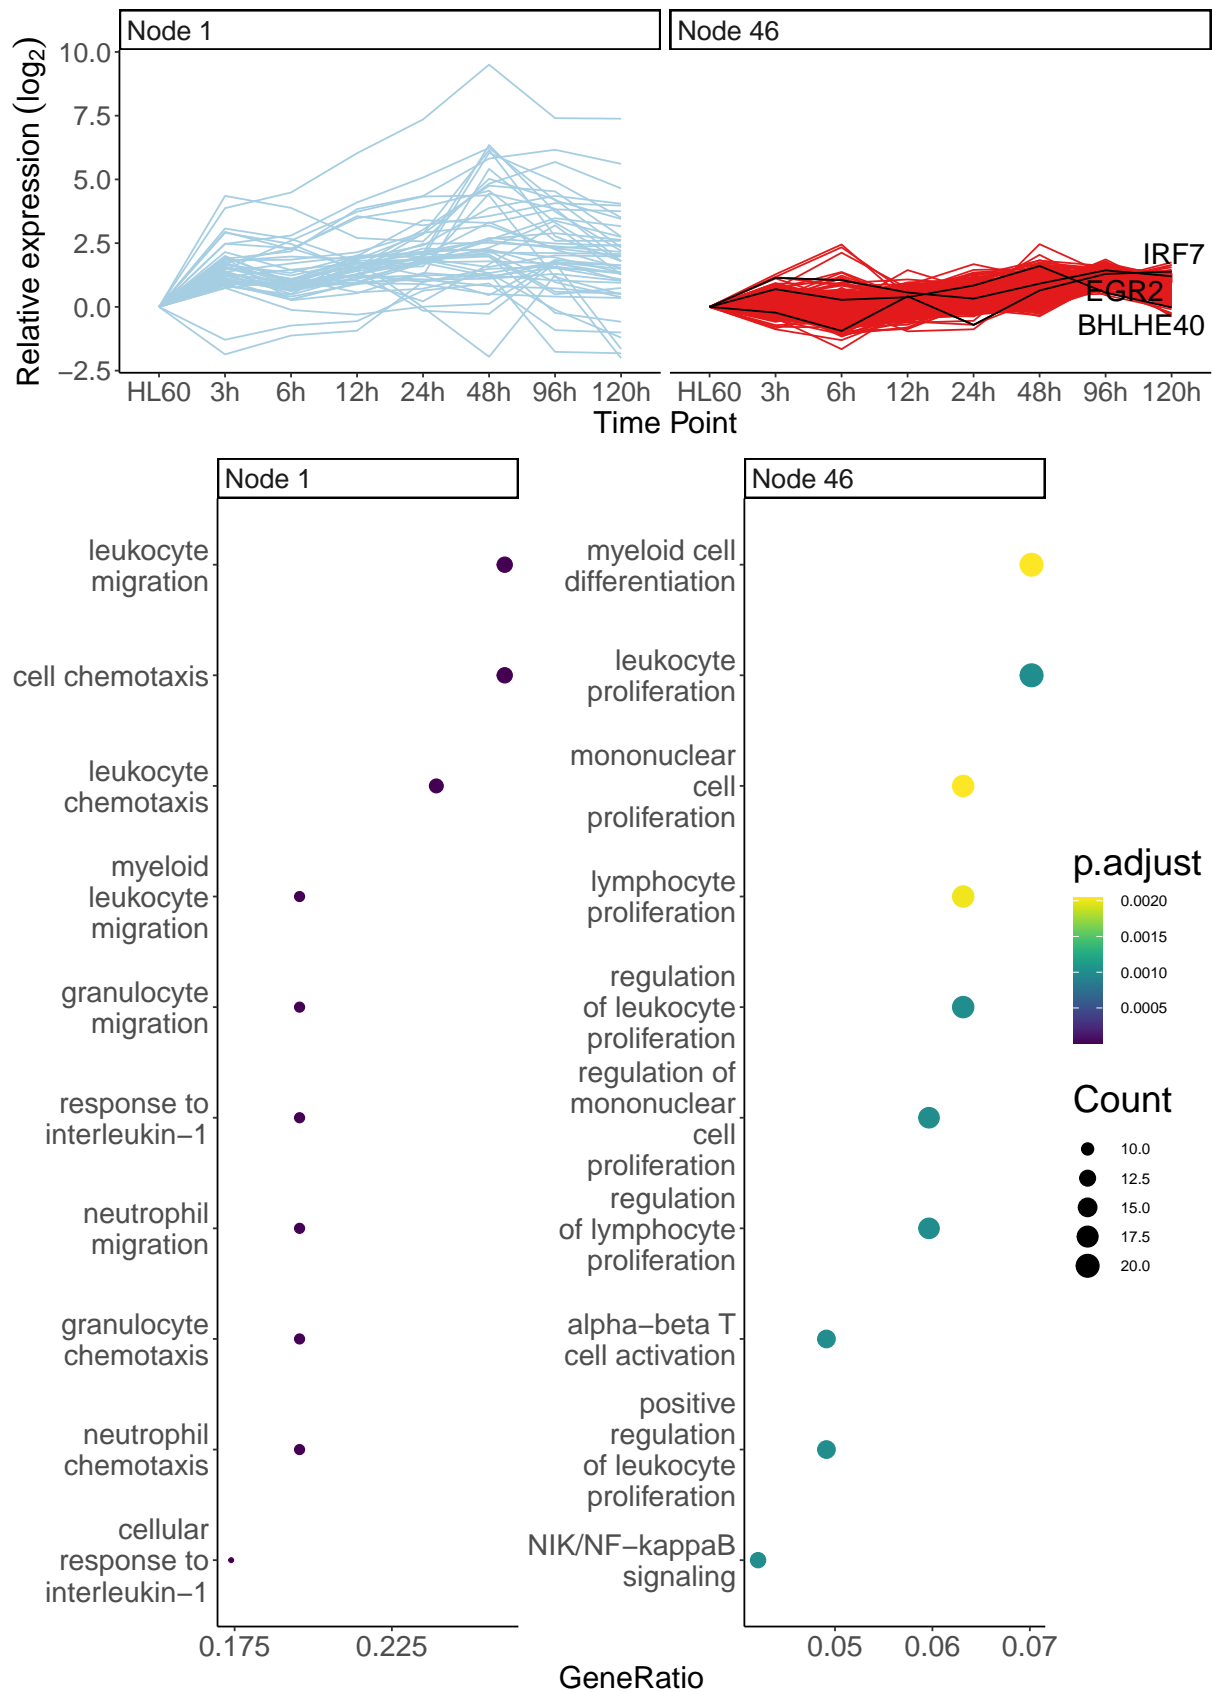 Node 1
Node 46
Relative expression (log2)
10.0
7.5
5.0
2.5
0.0
−2.5
IRF7
EGR2
BHLHE40
HL60 3h 6h 12h 24h 48h 96h 120h
HL60 3h 6h 12h 24h 48h 96h 120h
Time Point
Node 1
leukocyte
migration
cell chemotaxis
leukocyte
chemotaxis
myeloid
leukocyte
migration
granulocyte
migration
response to
interleukin−1
neutrophil
migration
granulocyte
chemotaxis
neutrophil
chemotaxis
cellular
response to
interleukin−1
0.175 0.225
Node 46
myeloid cell
differentiation
leukocyte
proliferation
mononuclear
cell
proliferation
lymphocyte
proliferation
regulation
of leukocyte
proliferation
regulation of
mononuclear
cell
proliferation
regulation
of lymphocyte
proliferation
alpha−beta T
cell activation
positive
regulation
of leukocyte
proliferation
NIK/NF−kappaB
signaling
0.05 0.06 0.07
GeneRatio
p.adjust
0.0020
0.0015
0.0010
0.0005
Count
10.0
12.5
15.0
17.5
20.0